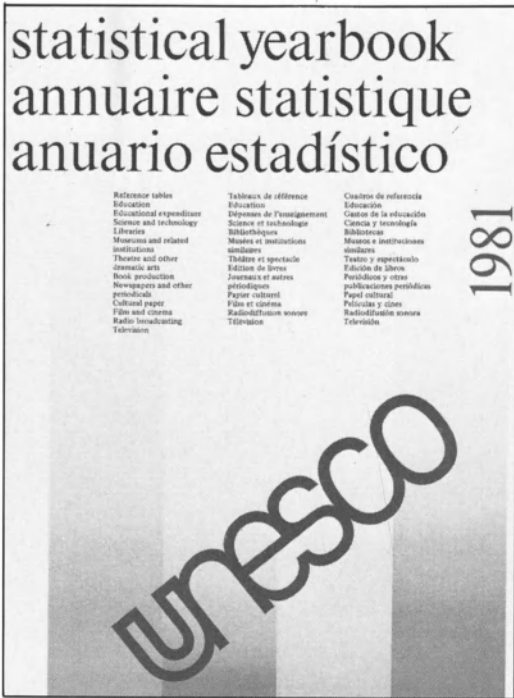 statistical yearbook
annuaire statistique
anuario estadístico
Reference tables
Education
Educational expenditure
Science and technology
Libraries
Museums and related
institutions
Theatre and other
dramatic arts
Book production
Newspapers and other
periodicals
Cultural paper
Film and cinema
Radio broadcasting
Television
Tableaux de référence
Education
Dépenses de l'enseignement
Science et technologie
Bibliothèques
Musées et institutions
similaires
Théâtre et spectacle
Edition de livres
Journaux et autres
périodiques
Papier culturel
Film et cinéma
Radiodiffusion sonore
Télévision
Cuadros de referencia
Educación
Gastos de la educación
Ciencia y tecnología
Bibliotecas
Museos e instituciones
similares
Teatro y espectáculo
Edición de libros
Periódicos y otras
publicaciones periódicas
Papel cultural
Películas y cines
Radiodifusión sonora
Televisión
1981
unesco